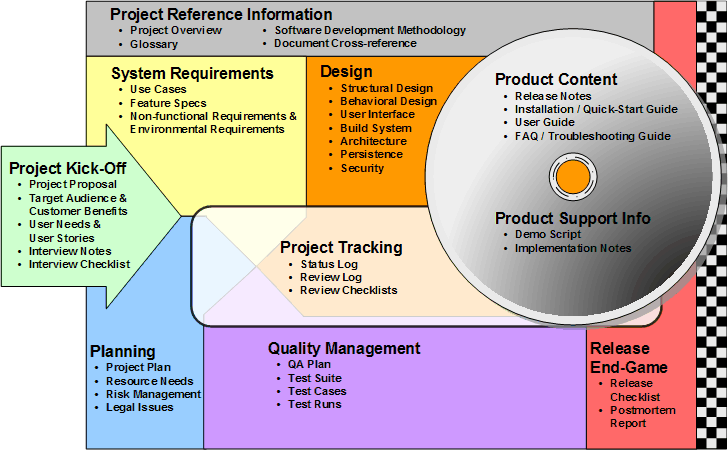 Project Reference Information
• Project Overview
• Glossary
• Software Development Methodology
• Document Cross-reference
System Requirements
• Use Cases
• Feature Specs
• Non-functional Requirements &
Environmental Requirements
Design
• Structural Design
• Behavioral Design
• User Interface
• Build System
• Architecture
• Persistence
• Security
Product Content
• Release Notes
• Installation / Quick-Start Guide
• User Guide
• FAQ / Troubleshooting Guide
Project Kick-Off
• Project Proposal
• Target Audience &
Customer Benefits
• User Needs &
User Stories
• Interview Notes
• Interview Checklist
Product Support Info
• Demo Script
• Implementation Notes
Project Tracking
• Status Log
• Review Log
• Review Checklists
Planning
• Project Plan
• Resource Needs
• Risk Management
• Legal Issues
Quality Management
• QA Plan
• Test Suite
• Test Cases
• Test Runs
Release
End-Game
• Release
Checklist
• Postmortem
Report